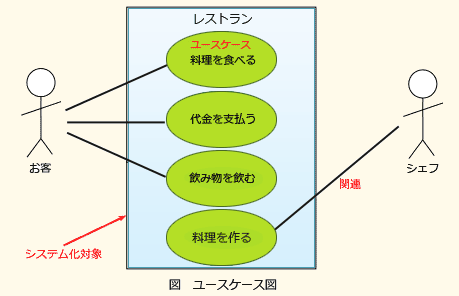 レストラン
ユースケース
料理を食べる
代金を支払う
お客
シェフ
飲み物を飲む
関連
料理を作る
システム化対象
図 ユースケース図